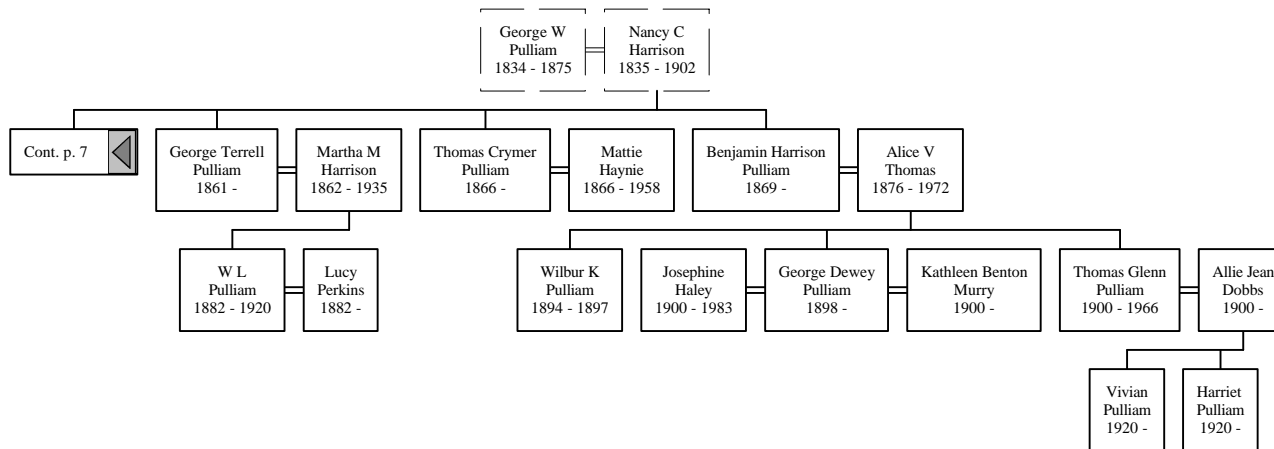 George W
Pulliam
1834 - 1875
Nancy C
Harrison
1835 - 1902
Cont. p. 7
George Terrell
Pulliam
1861 -
Martha M
Harrison
1862 - 1935
Thomas Crymer
Pulliam
1866 -
Mattie
Haynie
1866 - 1958
Benjamin Harrison
Pulliam
1869 -
Alice V
Thomas
1876 - 1972
W L
Pulliam
1882 - 1920
Lucy
Perkins
1882 -
Wilbur K
Pulliam
1894 - 1897
Josephine
Haley
1900 - 1983
George Dewey
Pulliam
1898 -
Kathleen Benton
Murry
1900 -
Thomas Glenn
Pulliam
1900 - 1966
Allie Jean
Dobbs
1900 -
Vivian
Pulliam
1920 -
Harriet
Pulliam
1920 -